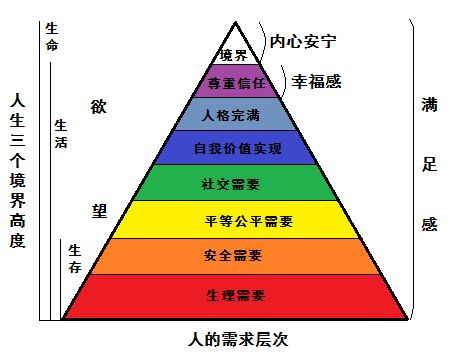 生命
内心安宁
境界
幸福感
尊重信任
欲望
人格完满
满足感
生活
人生三个境界高度
自我价值实现
社交需要
平等公平需要
生存
安全需要
生理需要
人的需求层次